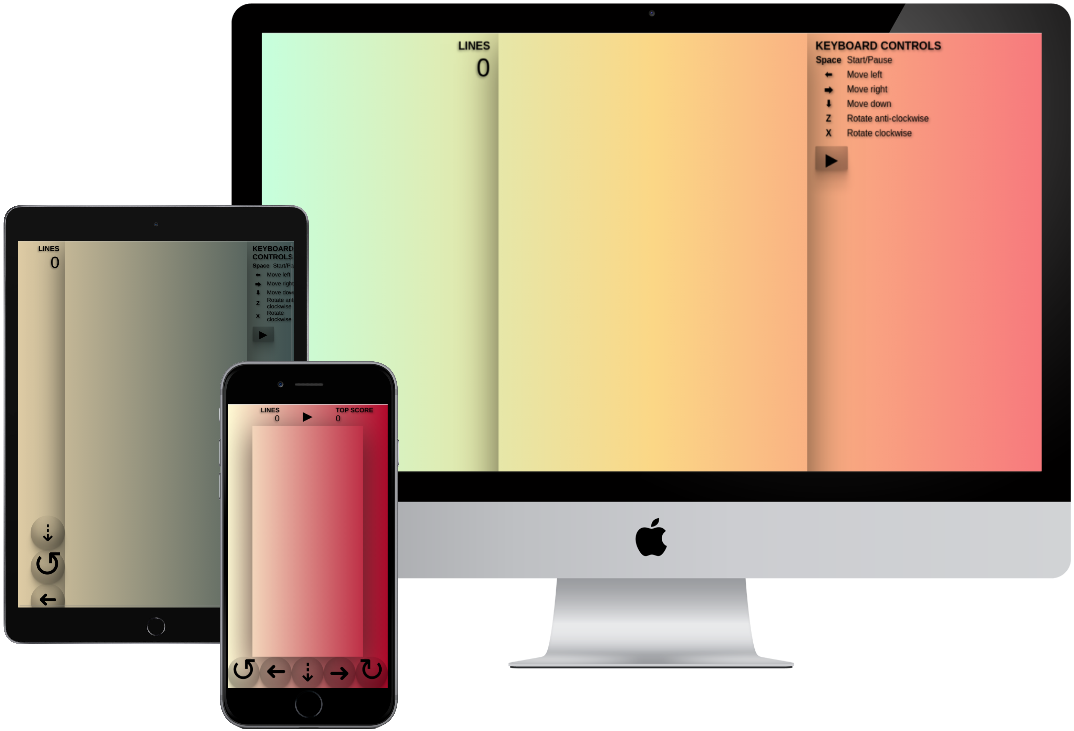 LINES
0
KEYBOARD CONTROLS
Space Start/Pause
Move left
Move right
Move down
Z Rotate anti-clockwise
X Rotate clockwise
LINES
0
KEYBOARD
CONTROLS
Space Start/Pa
Move left
Move right
Move down
Z Rotate anti-
clockwise
X Rotate
clockwise
LINES
0
TOP SCORE
0